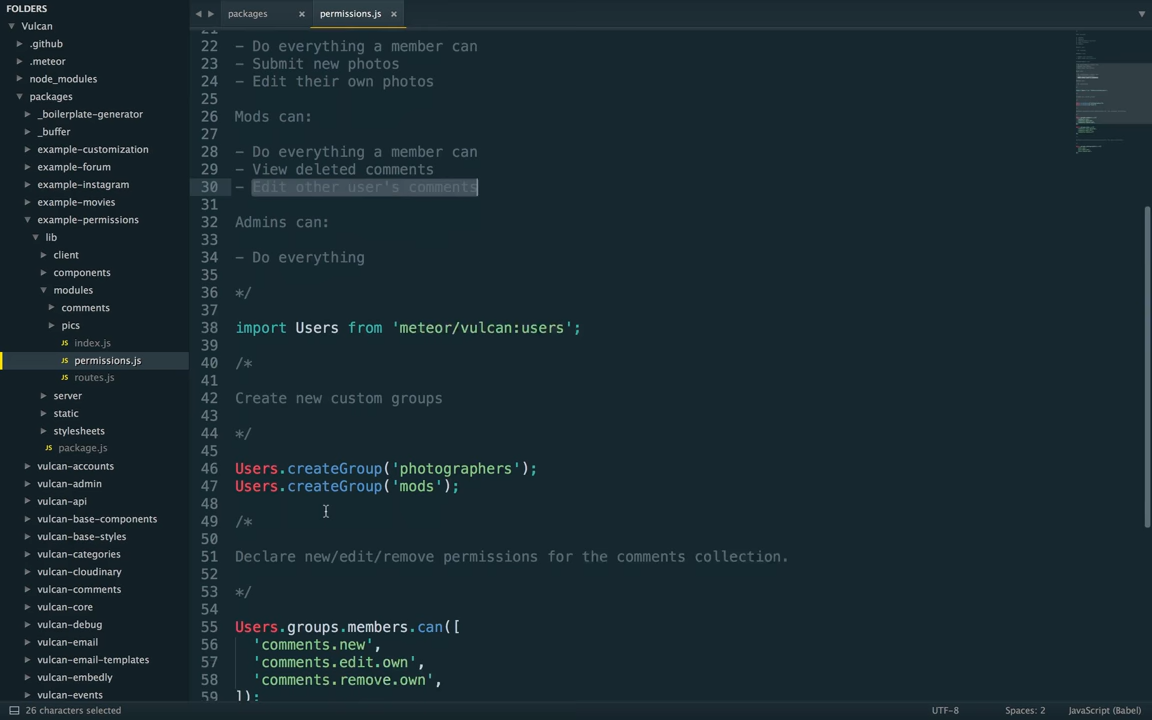 FOLDERS
Vulcan
.github
.meteor
node_modules
packages
_boilerplate-generator
_buffer
example-customization
example-forum
example-instagram
example-movies
example-permissions
lib
client
components
modules
comments
pics
JS index.js
JS permissions.js
JS routes.js
server
static
stylesheets
JS package.js
vulcan-accounts
vulcan-admin
vulcan-api
vulcan-base-components
vulcan-base-styles
vulcan-categories
vulcan-cloudinary
vulcan-comments
vulcan-core
vulcan-debug
vulcan-email
vulcan-email-templates
vulcan-embedly
vulcan-events
packages × permissions.js ×
21
22 - Do everything a member can
23 - Submit new photos
24 - Edit their own photos
25
26 Mods can:
27
28 - Do everything a member can
29 - View deleted comments
30 - Edit other user's comments
31
32 Admins can:
33
34 - Do everything
35
36 */
37
38 import Users from 'meteor/vulcan:users';
39
40 /*
41
42 Create new custom groups
43
44 */
45
46 Users.createGroup('photographers');
47 Users.createGroup('mods');
48
49 /*
50
51 Declare new/edit/remove permissions for the comments collection.
52
53 */
54
55 Users.groups.members.can([
56 'comments.new',
57 'comments.edit.own',
58 'comments.remove.own',
59 ]);
26 characters selected UTF-8 Spaces: 2 JavaScript (Babel)